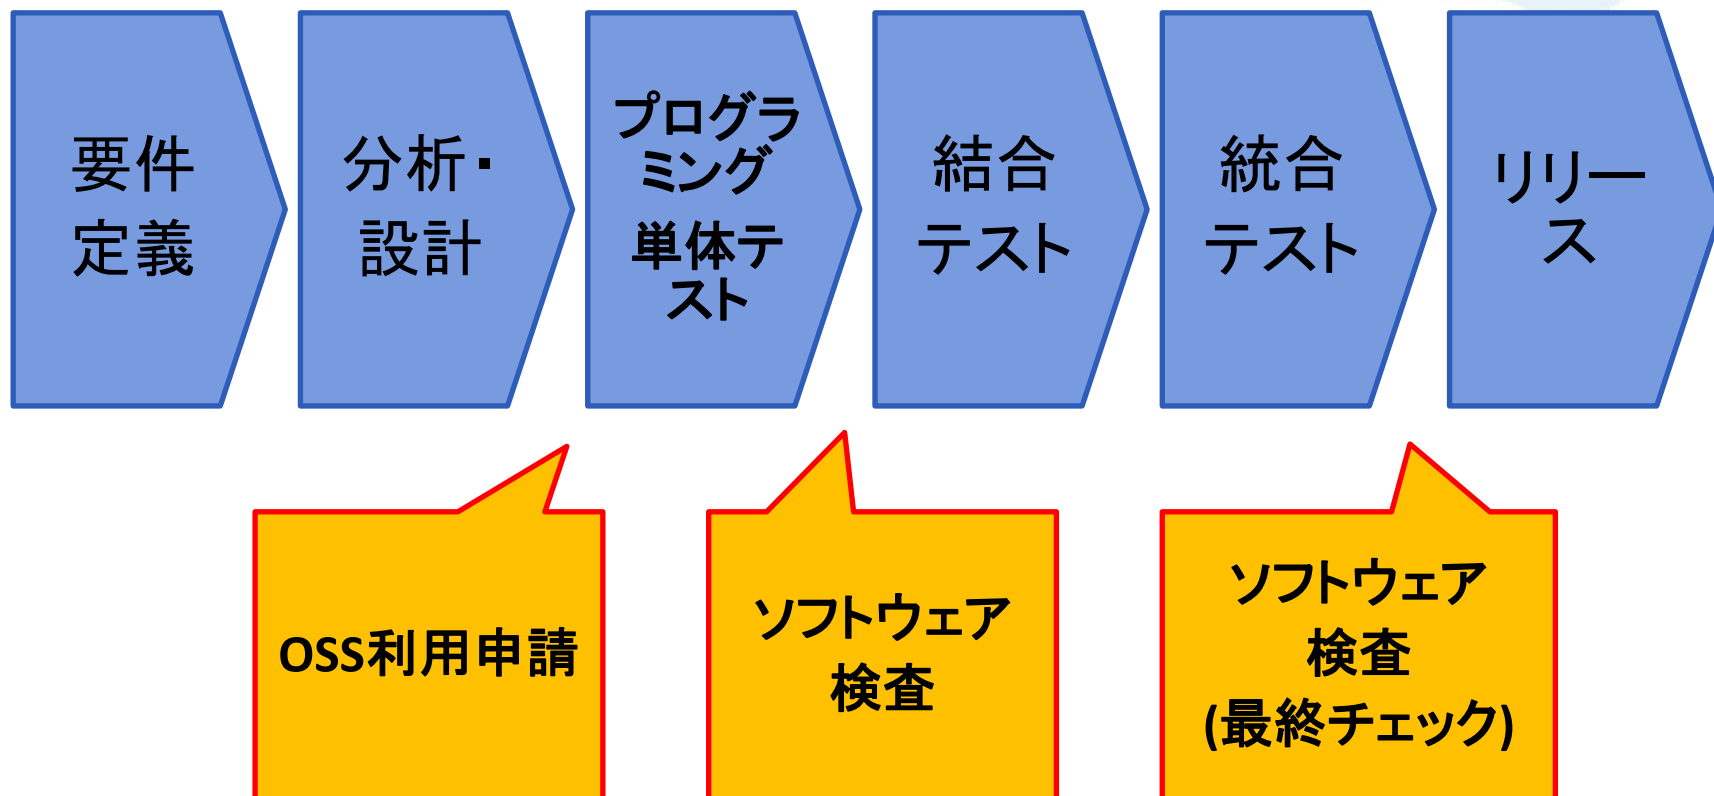 要件
定義
分析・
設計
プログラ
ミング
単体テ
スト
結合
テスト
統合
テスト
リリー
ス
OSS利用申請
ソフトウェア
検査
ソフトウェア
検査
(最終チェック)